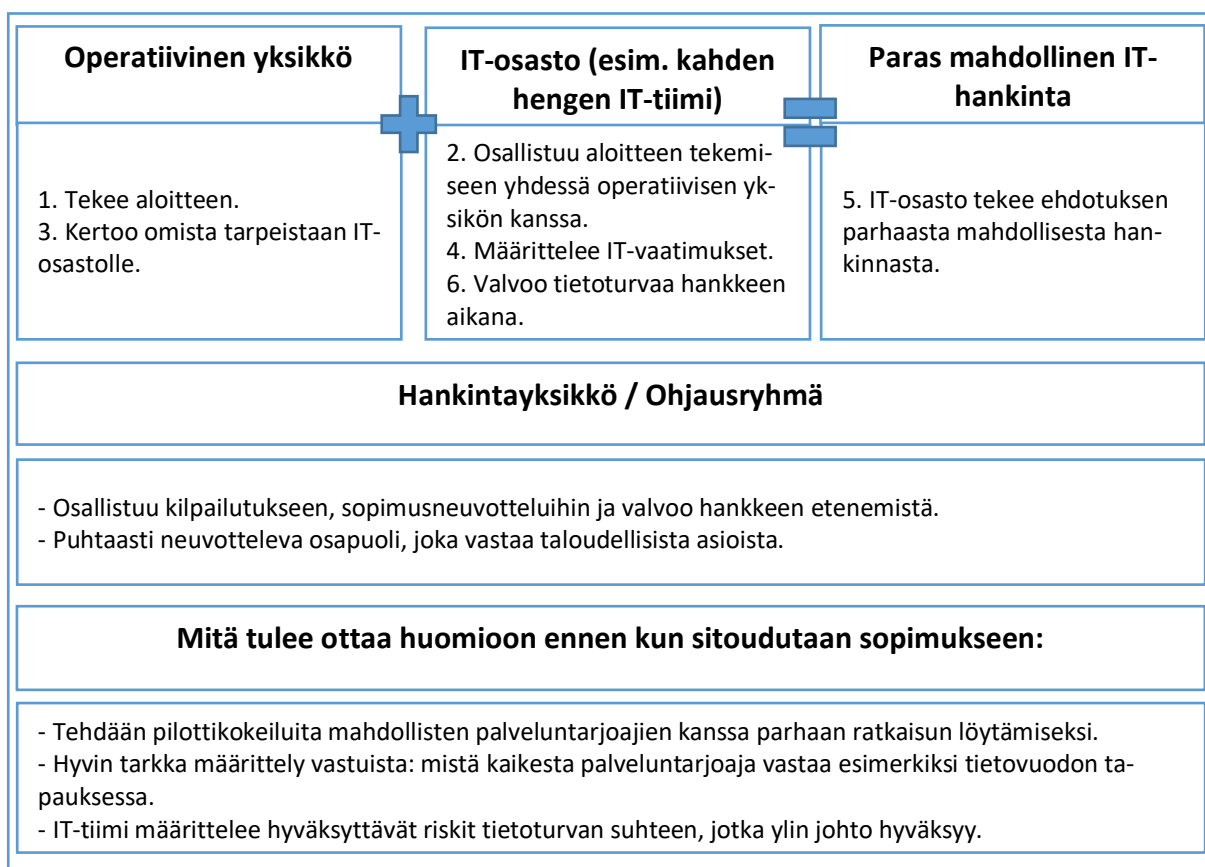 Operatiivinen yksikkö
IT-osasto (esim. kahden
hengen IT-tiimi)
Paras mahdollinen IT-
hankinta
1. Tekee aloitteen.
3. Kertoo omista tarpeistaan IT-
osastolle.
2. Osallistuu aloitteen tekemi-
seen yhdessä operatiivisen yk-
sikön kanssa.
4. Määrittelee IT-vaatimukset.
6. Valvoo tietoturvaa hankkeen
aikana.
5. IT-osasto tekee ehdotuksen
parhaasta mahdollisesta han-
kinnasta.
Hankintayksikkö / Ohjausryhmä
- Osallistuu kilpailutukseen, sopimusneuvotteluihin ja valvoo hankkeen etenemistä.
- Puhtaasti neuvotteleva osapuoli, joka vastaa taloudellisista asioista.
Mitä tulee ottaa huomioon ennen kun sitoudutaan sopimukseen:
- Tehdään pilottikokeiluita mahdollisten palveluntarjoajien kanssa parhaan ratkaisun löytämiseksi.
- Hyvin tarkka määrittely vastuista: mistä kaikesta palveluntarjoaja vastaa esimerkiksi tietovuodon ta-
pauksessa.
- IT-tiimi määrittelee hyväksyttävät riskit tietoturvan suhteen, jotka ylin johto hyväksyy.